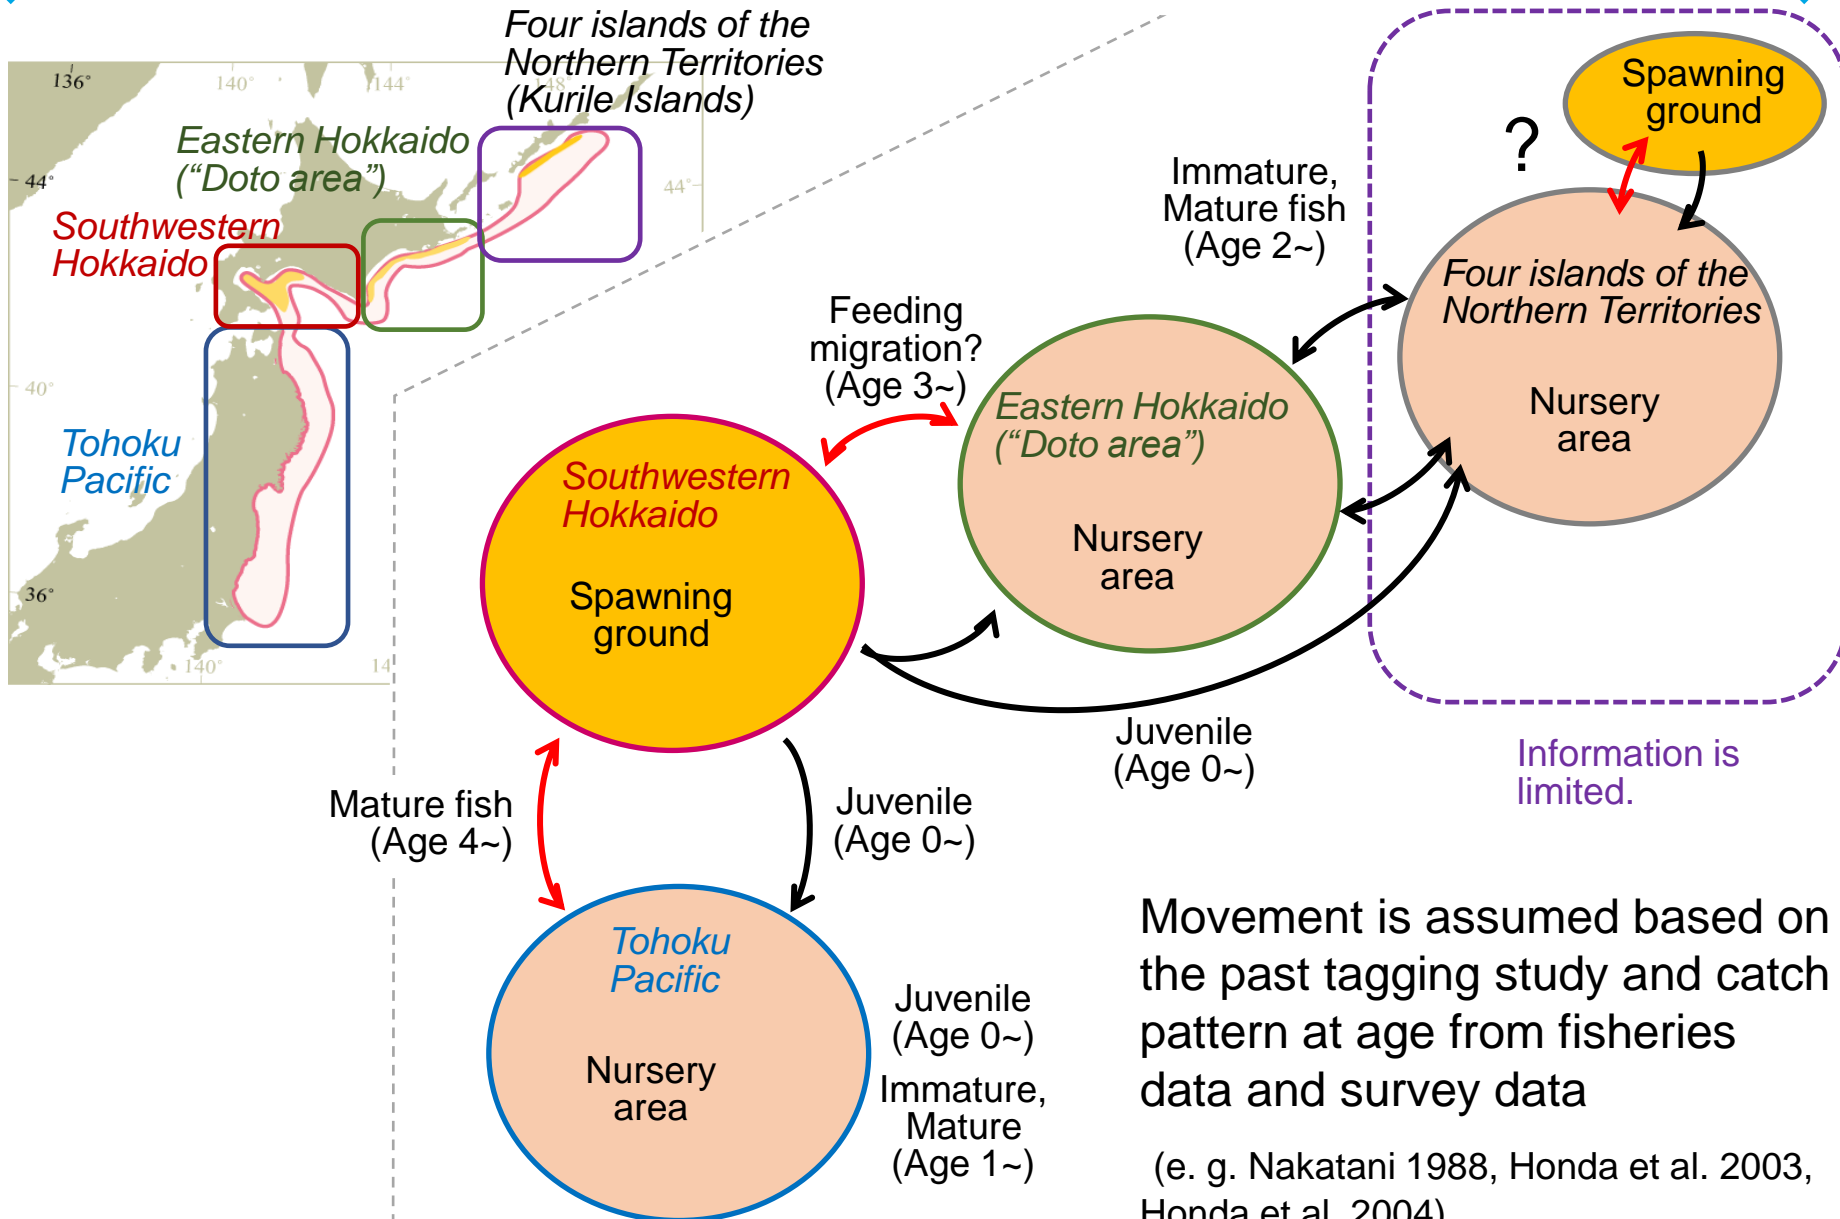 Four islands of the
Northern Territories
(Kurile Islands)
136°
140°
144°
148°
Eastern Hokkaido
(“Doto area”)
44°
44°
Southwestern
Hokkaido
40°
Tohoku
Pacific
36°
140°
14
Spawning
ground
?
Immature,
Mature fish
(Age 2~)
Four islands of the
Northern Territories
Nursery
area
Feeding
migration?
(Age 3~)
Eastern Hokkaido
(“Doto area”)
Nursery
area
Southwestern
Hokkaido
Spawning
ground
Juvenile
(Age 0~)
Information is
limited.
Mature fish
(Age 4~)
Juvenile
(Age 0~)
Tohoku
Pacific
Nursery
area
Juvenile
(Age 0~)
Immature,
Mature
(Age 1~)
Movement is assumed based on
the past tagging study and catch
pattern at age from fisheries
data and survey data
(e. g. Nakatani 1988, Honda et al. 2003,
Honda et al. 2004)